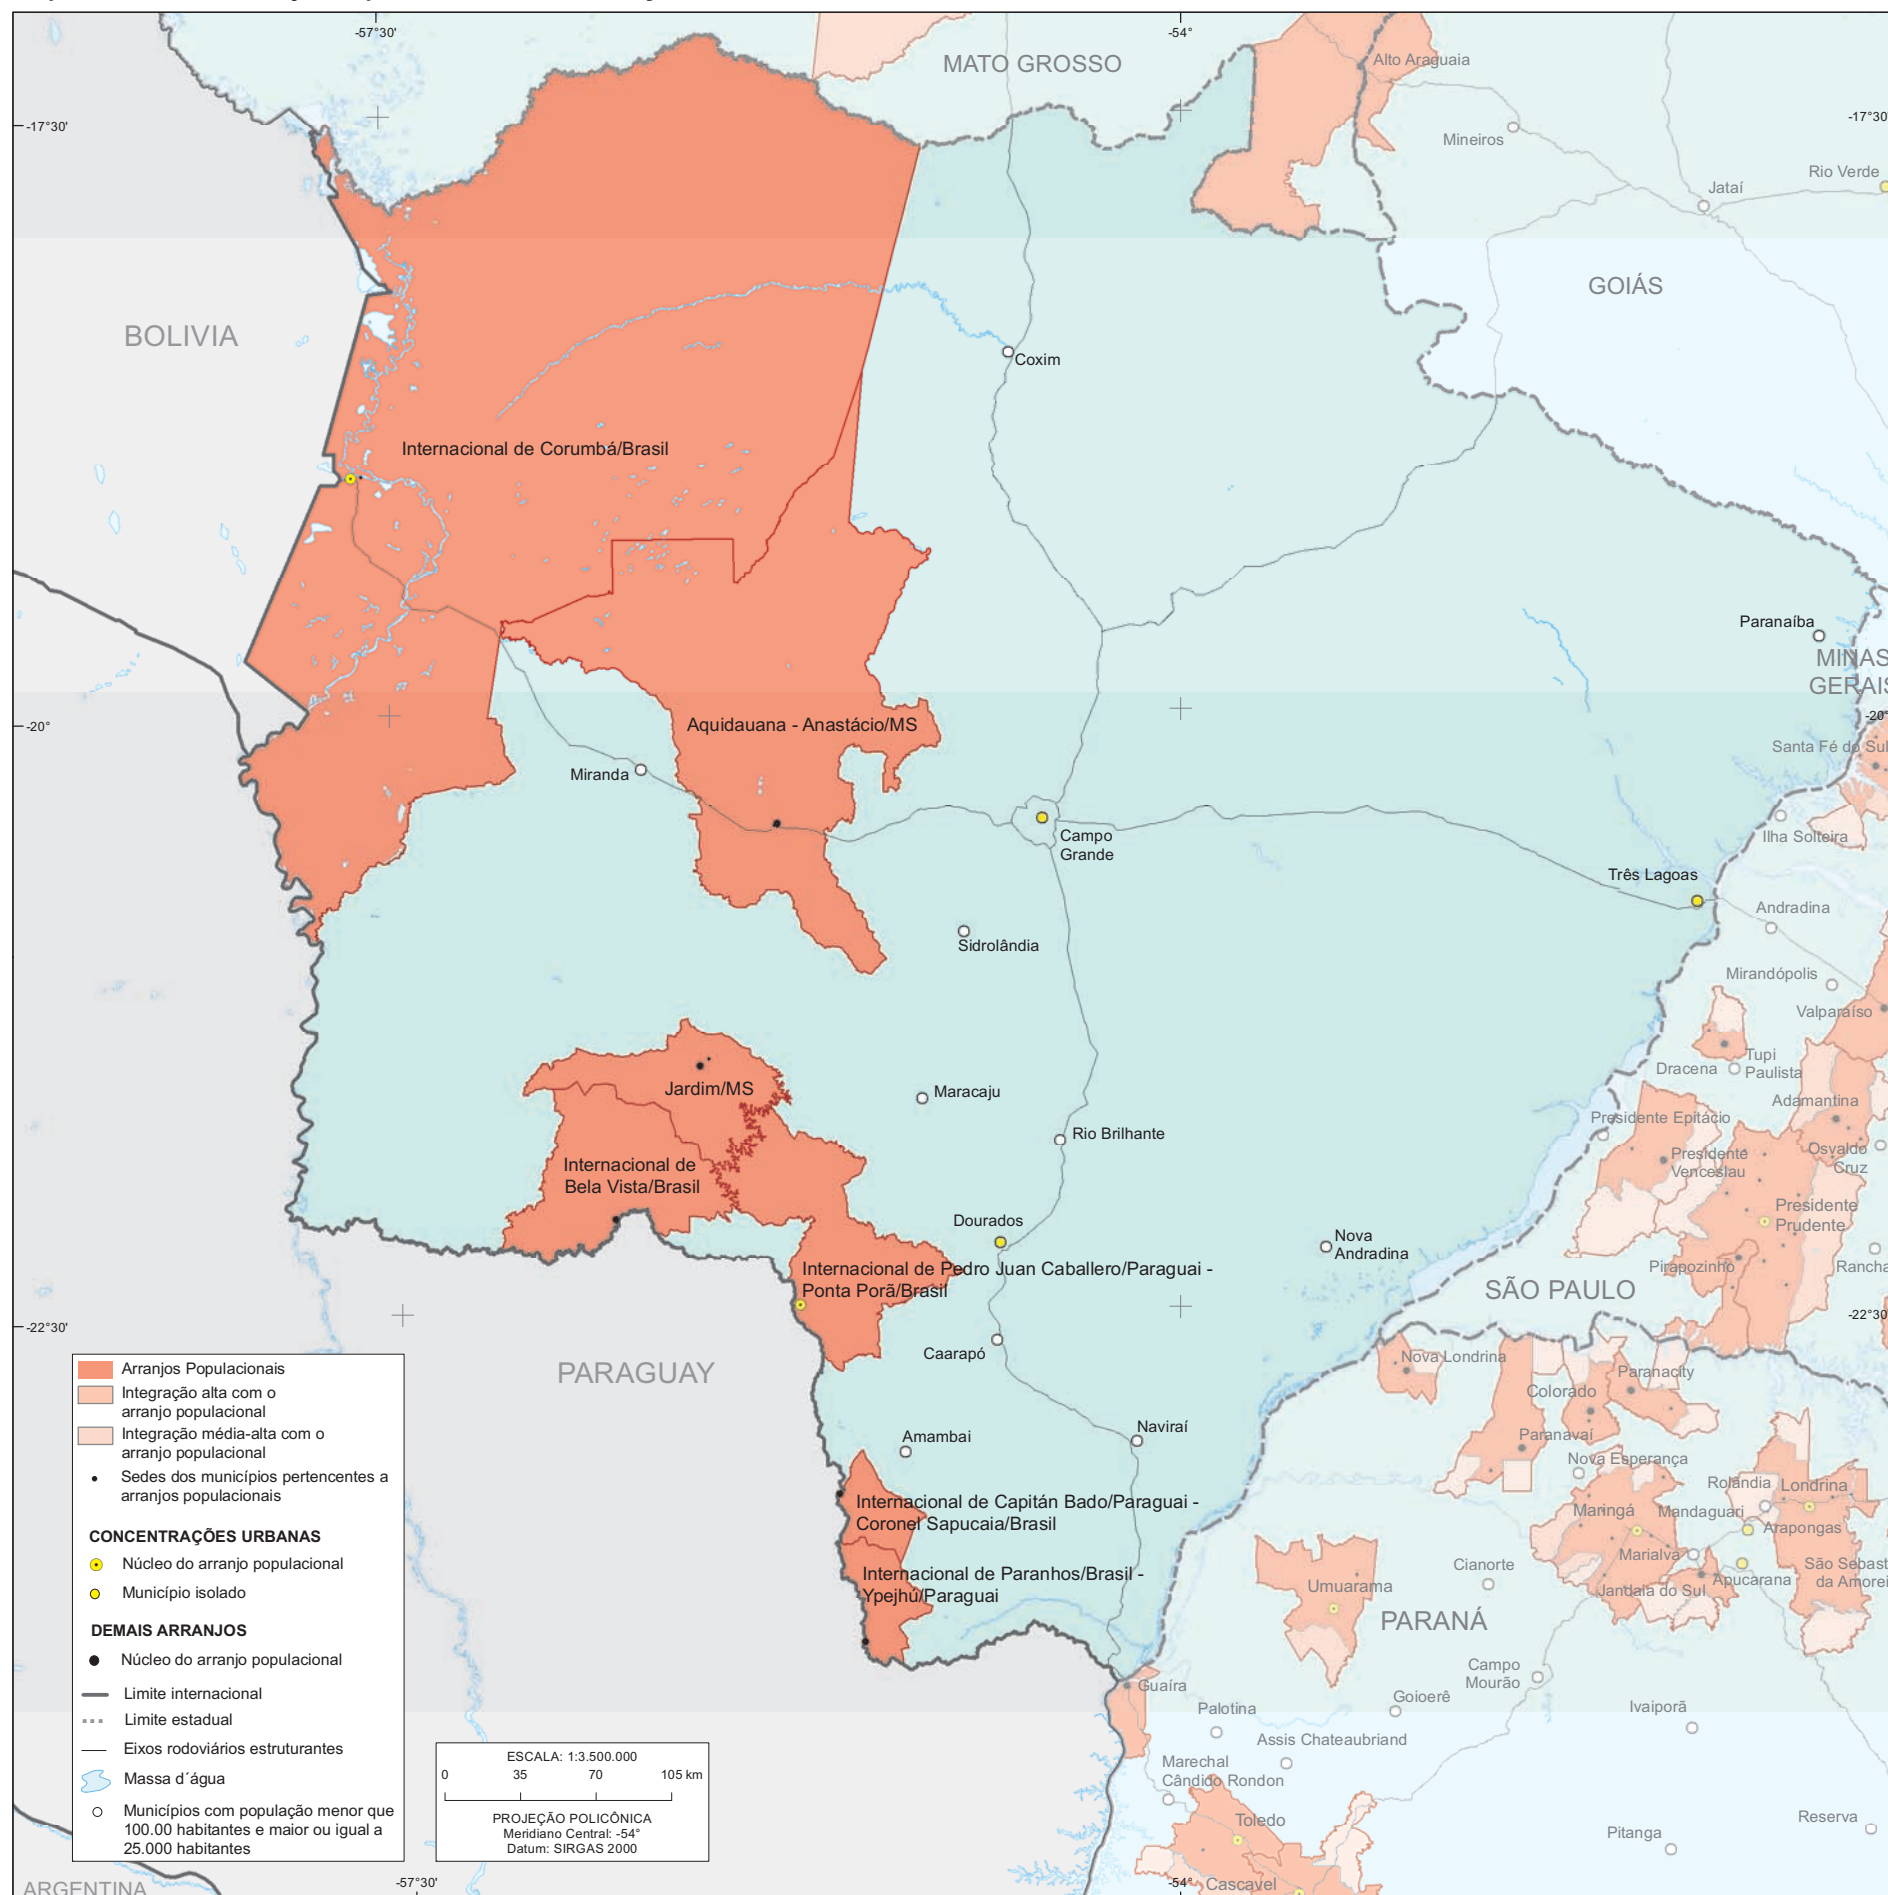 -57°30'
-54°
MATO GROSSO
Alto Araguaia
-17°30'
-17°30'
Mineiros
Rio Verde
Jataí
GOIÁS
BOLIVIA
Coxim
Internacional de Corumbá/Brasil
Paranaíba
MINAS
GERAIS
-20°
-20°
Aquidauana - Anastácio/MS
Santa Fé do Sul
Miranda
Campo
Grande
Ilha Solteira
Três Lagoas
Andradina
Sidrolândia
Mirandópolis
Valparaíso
Jardim/MS
Tupi
Paulista
Dracena
Maracaju
Adamantina
Presidente Epitácio
Rio Brilhante
Osvaldo
Cruz
Presidente
Venceslau
Internacional de
Bela Vista/Brasil
Presidente
Prudente
Dourados
Nova
Andradina
Internacional de Pedro Juan Caballero/Paraguai -
Ponta Porã/Brasil
Pirapozinho
Rancha
SÃO PAULO
-22°30'
-22°30'
Caarapó
Nova Londrina
Paranacity
PARAGUAY
Colorado
Amambai
Naviraí
Paranavaí
Nova Esperança
Rolândia
Londrina
Internacional de Capitán Bado/Paraguai -
Coronel Sapucaia/Brasil
Maringá
Mandaguari
Arapongas
Marialva
Cianorte
Internacional de Paranhos/Brasil -
Ypejhú/Paraguai
Umuarama
Jandaia do Sul
Apucarana
São Sebast
da Amorei
PARANÁ
Campo
Mourão
Guaíra
Goioerê
Palotina
Ivaiporã
Assis Chateaubriand
Marechal
Cândido Rondon
Toledo
Reserva
Pitanga
Cascavel
ARGENTINA
-57°30'
-54°
Arranjos Populacionais
Integração alta com o
arranjo populacional
Integração média-alta com o
arranjo populacional
Sedes dos municípios pertencentes a
arranjos populacionais
CONCENTRAÇÕES URBANAS
Núcleo do arranjo populacional
Município isolado
DEMAIS ARRANJOS
Núcleo do arranjo populacional
Limite internacional
Limite estadual
Eixos rodoviários estruturantes
Massa d´água
Municípios com população menor que
100.00 habitantes e maior ou igual a
25.000 habitantes
ESCALA: 1:3.500.000
0 35 70 105 km
PROJEÇÃO POLICÔNICA
Meridiano Central: -54°
Datum: SIRGAS 2000